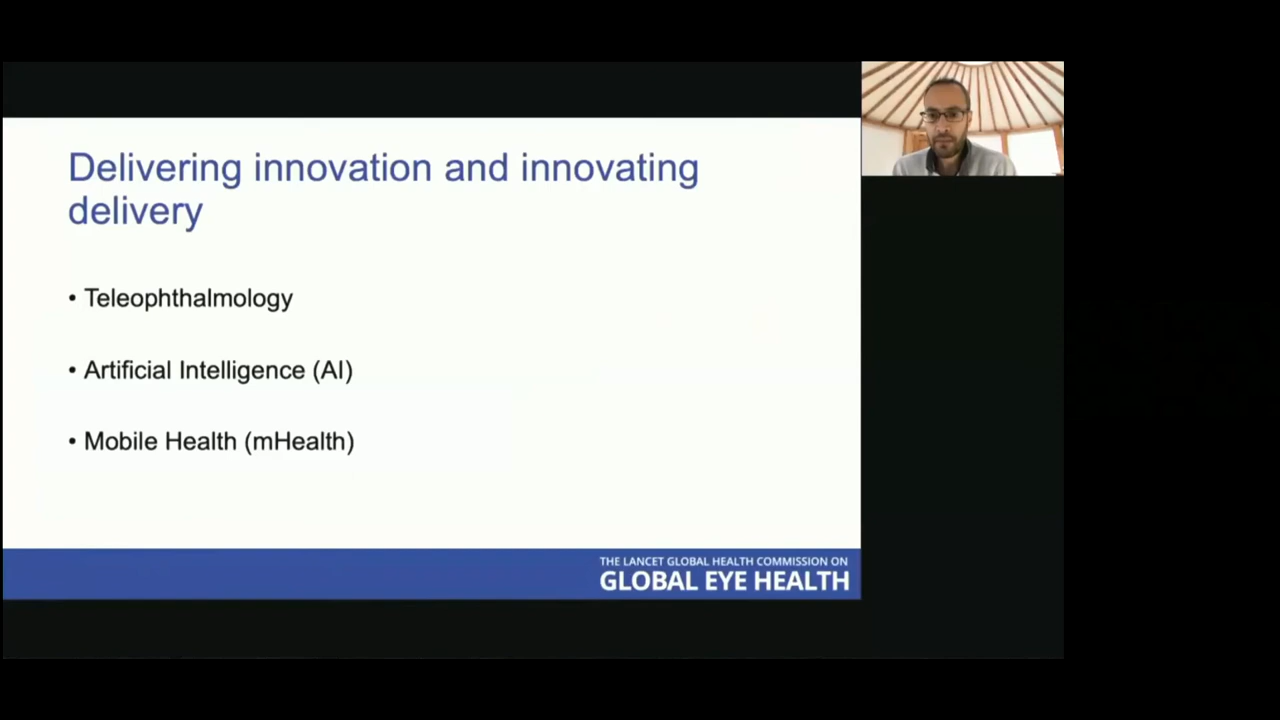 Delivering innovation and innovating
delivery
• Teleophthalmology
• Artificial Intelligence (AI)
• Mobile Health (mHealth)
THE LANCET GLOBAL HEALTH COMMISSION ON
GLOBAL EYE HEALTH